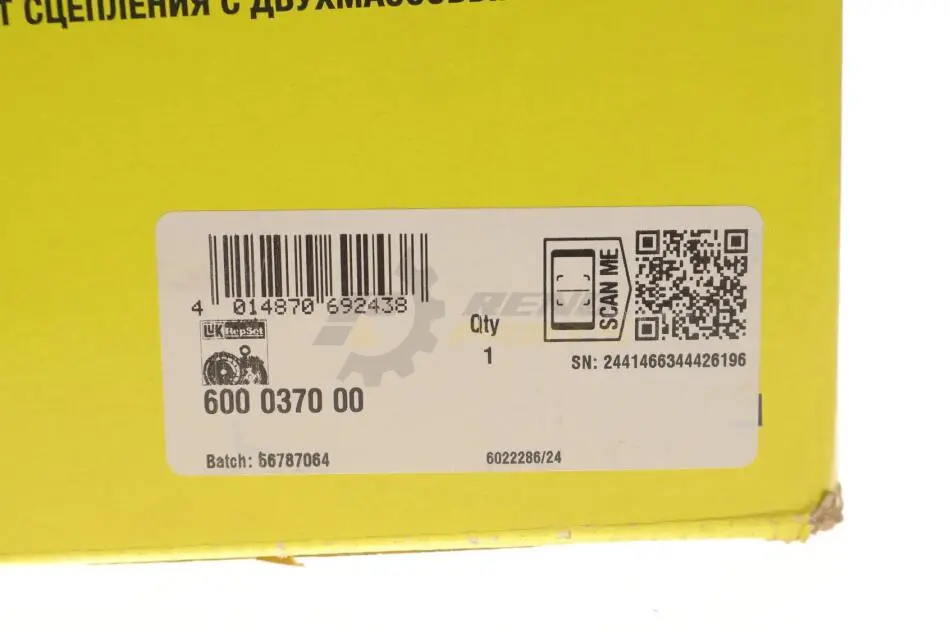 Т СЦЕПЛЕНИЯ С
4 014870 692438
LUK RepSet
600 0370 00
Qty
1
SCAN ME
SN: 2441466344426196
Batch: 66787064
6022286/24